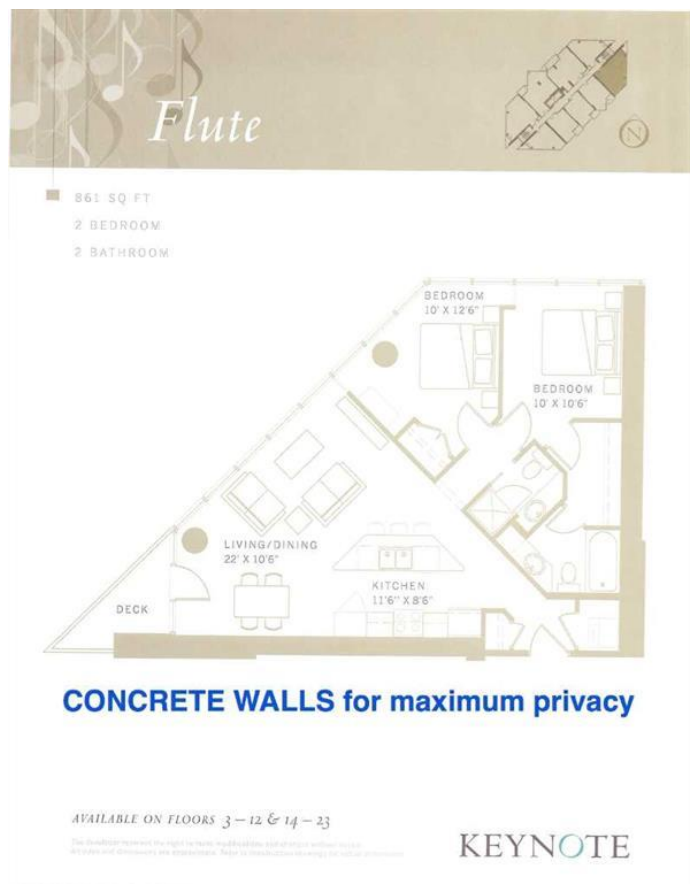 Flute
N
861 SQ FT
2 BEDROOM
2 BATHROOM
BEDROOM
10' X 12'6"
BEDROOM
10' X 10'6"
LIVING/DINING
22' X 10'6"
KITCHEN
11'6" X 8'6"
DECK
CONCRETE WALLS for maximum privacy
AVAILABLE ON FLOORS 3 – 12 & 14 – 23
KEYNOTE